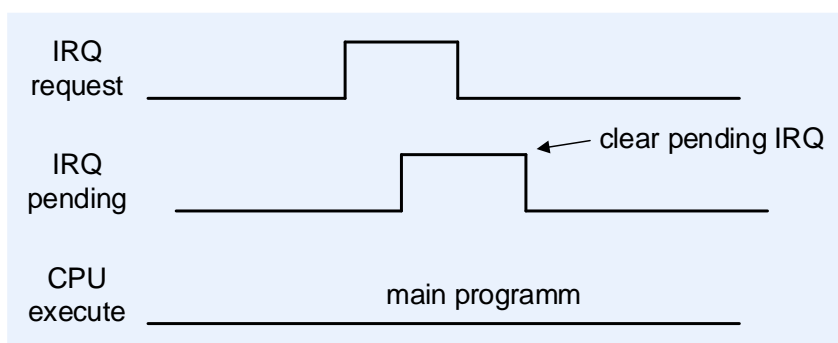 IRQ
request
clear pending IRQ
IRQ
pending
CPU
execute
main programm